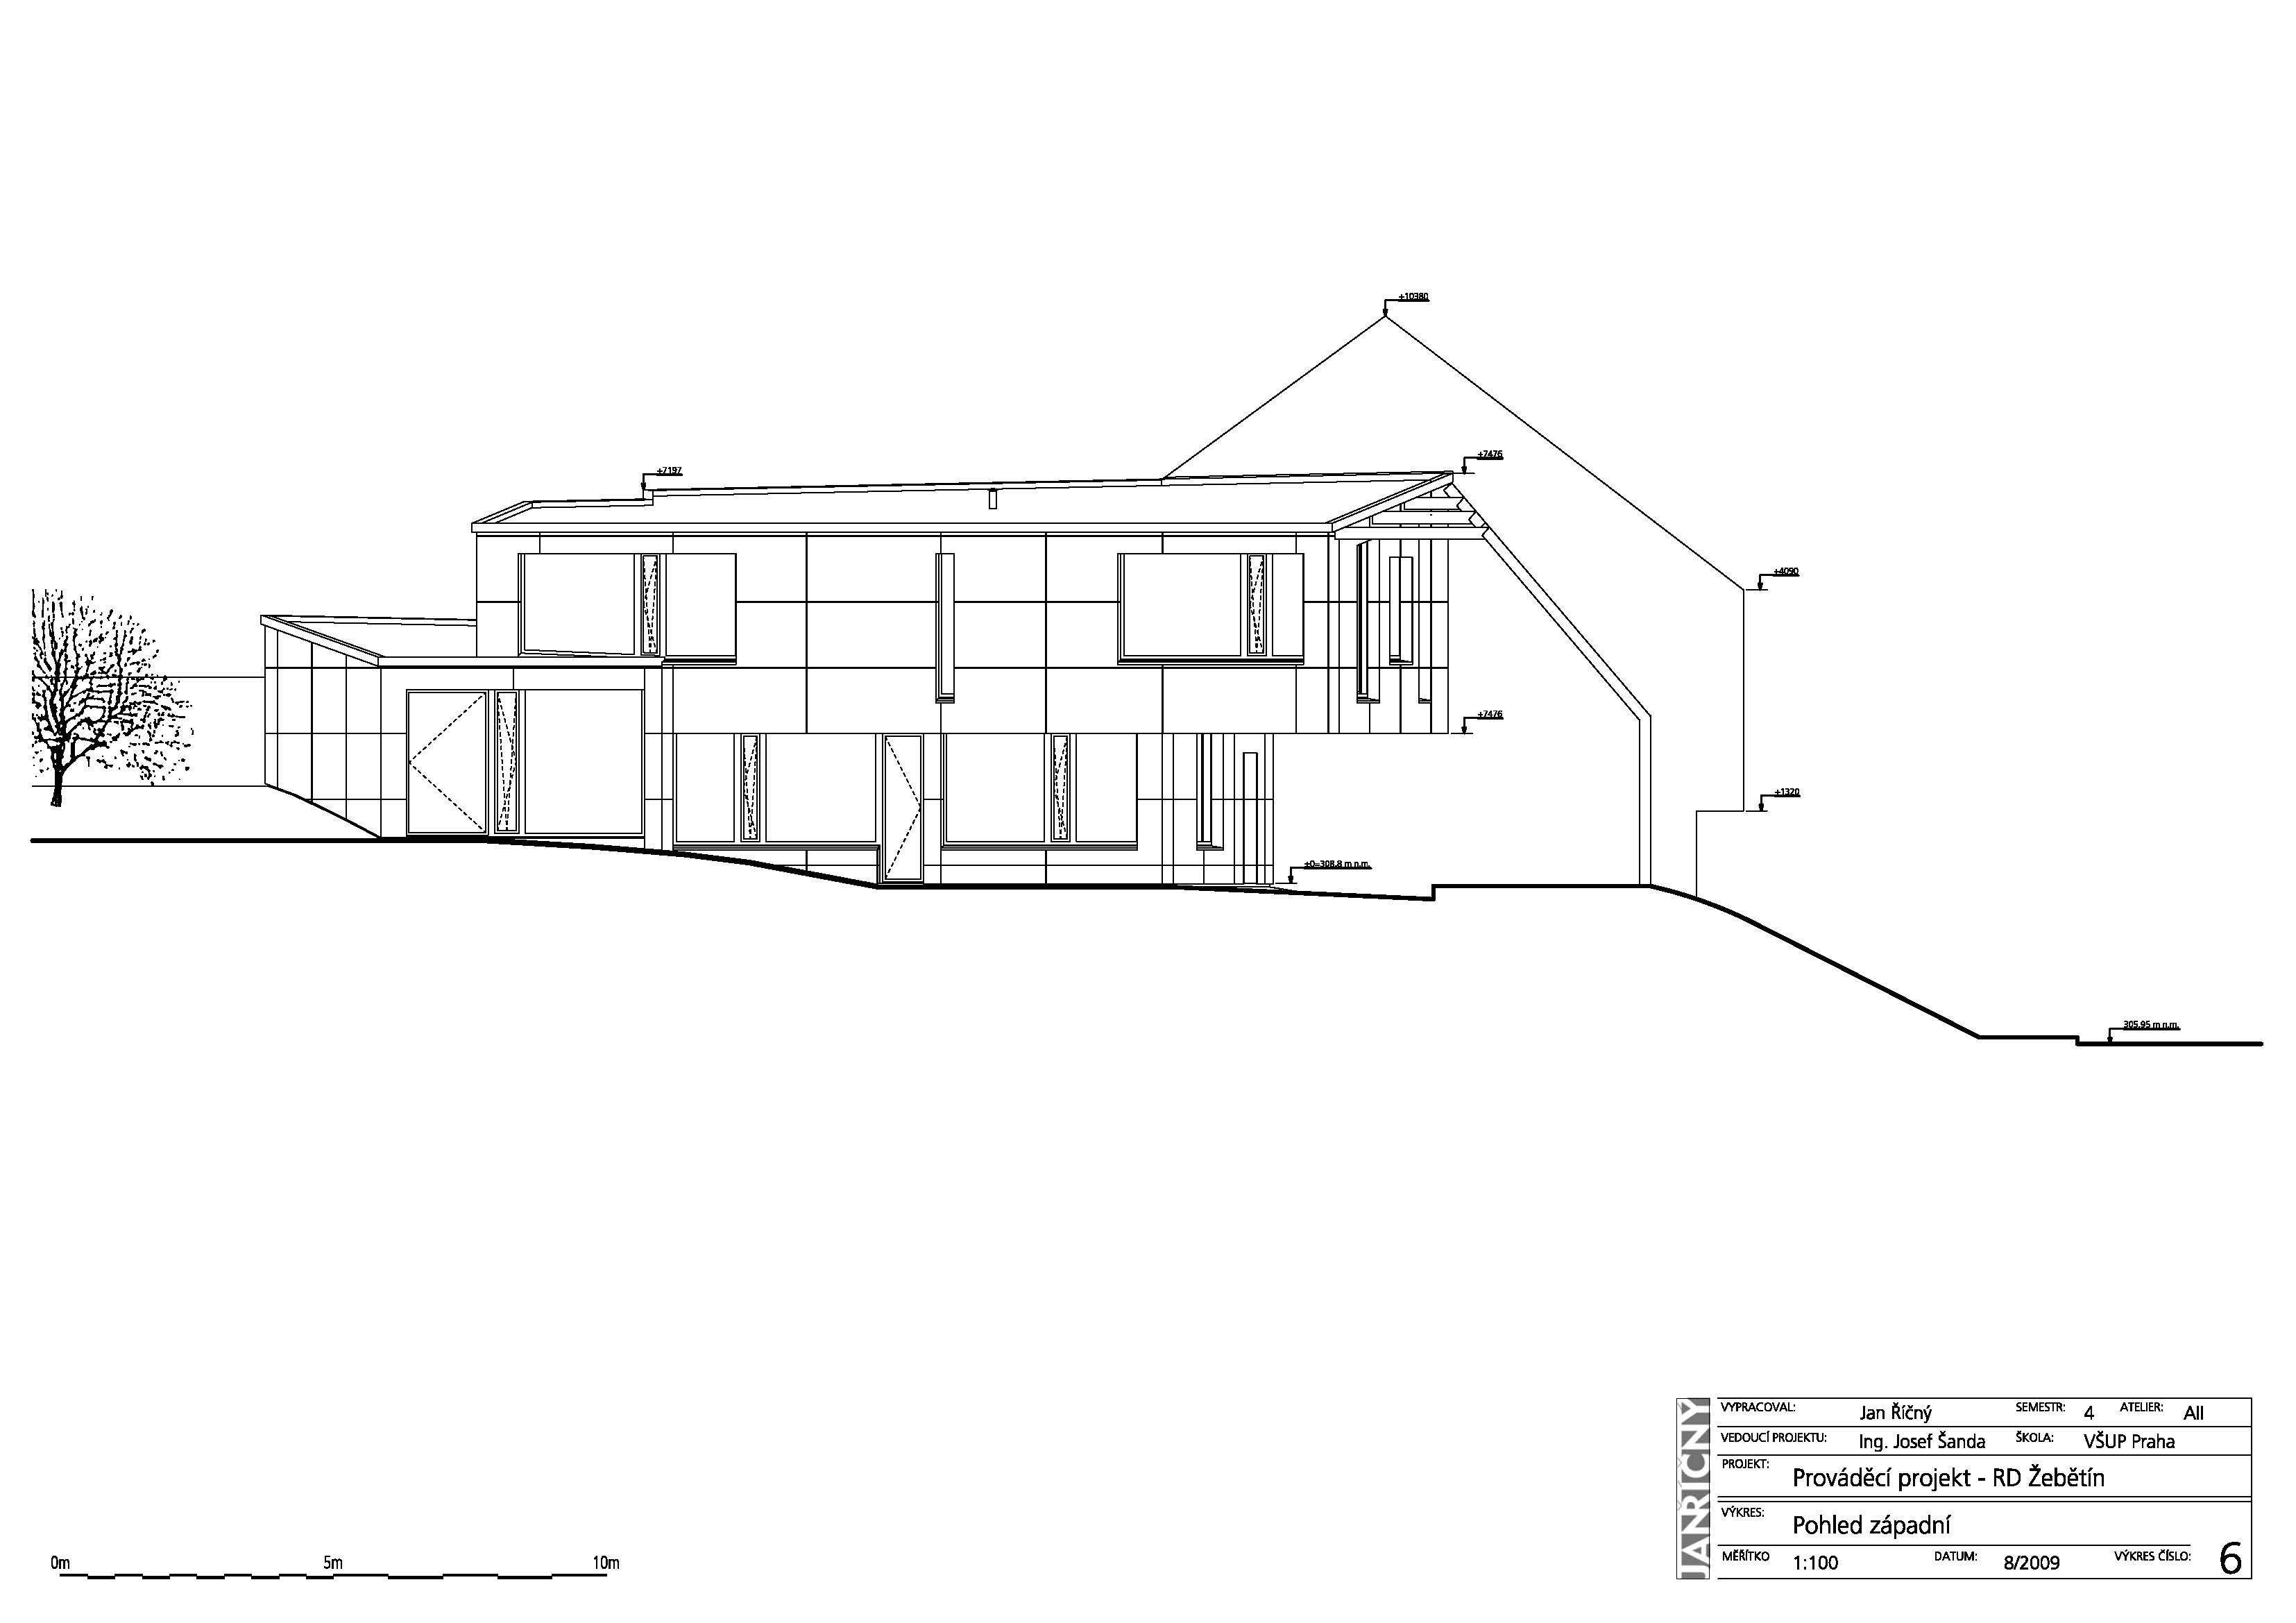 +10380
+7476
+7197
+4090
+7476
+1320
±0=308.8 m n.m.
305.95 m n.m.
JANŘÍČNÝ
VYPRACOVAL: Jan Říčný SEMESTR: 4 ATELIER: AII
VEDOUCÍ PROJEKTU: Ing. Josef Šanda ŠKOLA: VŠUP Praha
PROJEKT: Prováděcí projekt - RD Žebětín
VÝKRES: Pohled západní
MĚŘÍTKO 1:100 DATUM: 8/2009 VÝKRES ČÍSLO: 6
0m 5m 10m